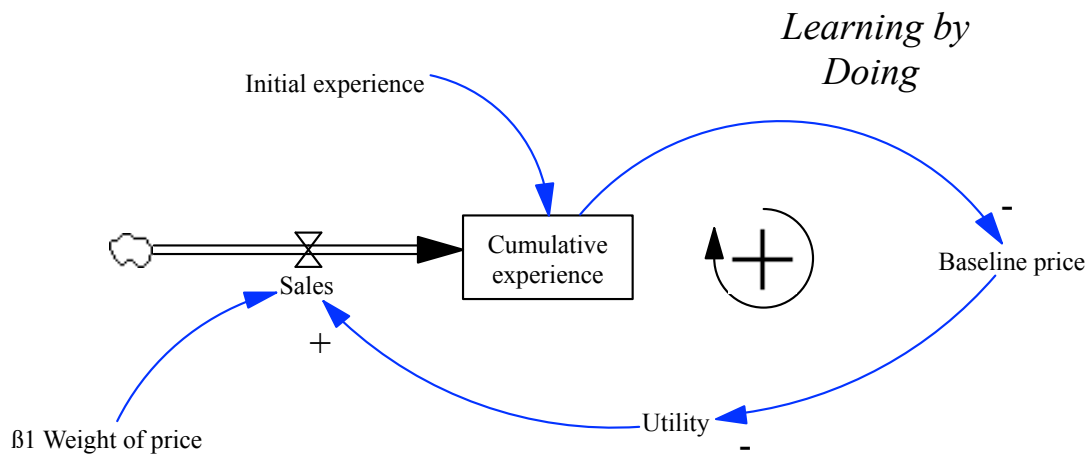 Learning by
Doing
Initial experience
-
Cumulative
experience
+
Baseline price
Sales
+
Utility
-
ß1 Weight of price